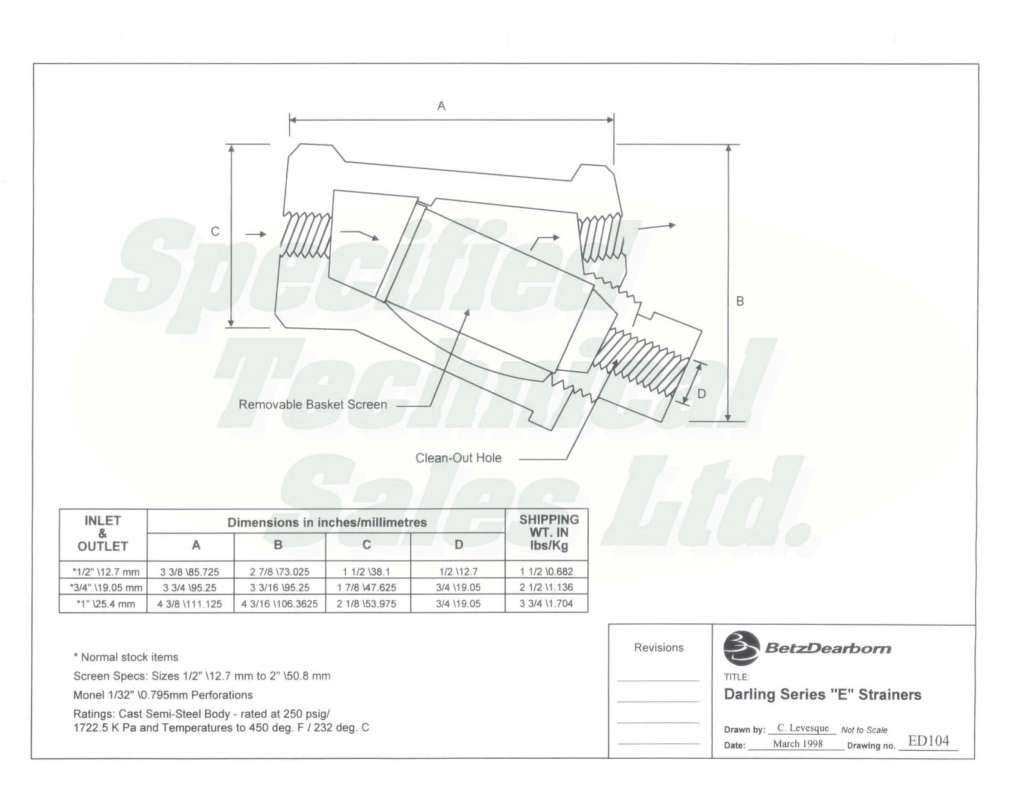 A
C
B
D
Removable Basket Screen
Clean-Out Hole
Specified
Technical
Sales Ltd.
INLET & OUTLET
Dimensions in inches/millimetres
SHIPPING WT. IN lbs/Kg
A B C D
*1/2" \12.7 mm 3 3/8 \85.725 2 7/8 \73.025 1 1/2 \38.1 1/2 \12.7 1 1/2 \0.682
*3/4" \19.05 mm 3 3/4 \95.25 3 3/16 \95.25 1 7/8 \47.625 3/4 \19.05 2 1/2 \1.136
*1" \25.4 mm 4 3/8 \111.125 4 3/16 \106.3625 2 1/8 \53.975 3/4 \19.05 3 3/4 \1.704
* Normal stock items
Screen Specs: Sizes 1/2" \12.7 mm to 2" \50.8 mm
Monel 1/32" \0.795mm Perforations
Ratings: Cast Semi-Steel Body - rated at 250 psig/
1722.5 K Pa and Temperatures to 450 deg. F / 232 deg. C
Revisions
BetzDearborn
TITLE:
Darling Series "E" Strainers
Drawn by: C. Levesque Not to Scale
Date: March 1998 Drawing no. ED104